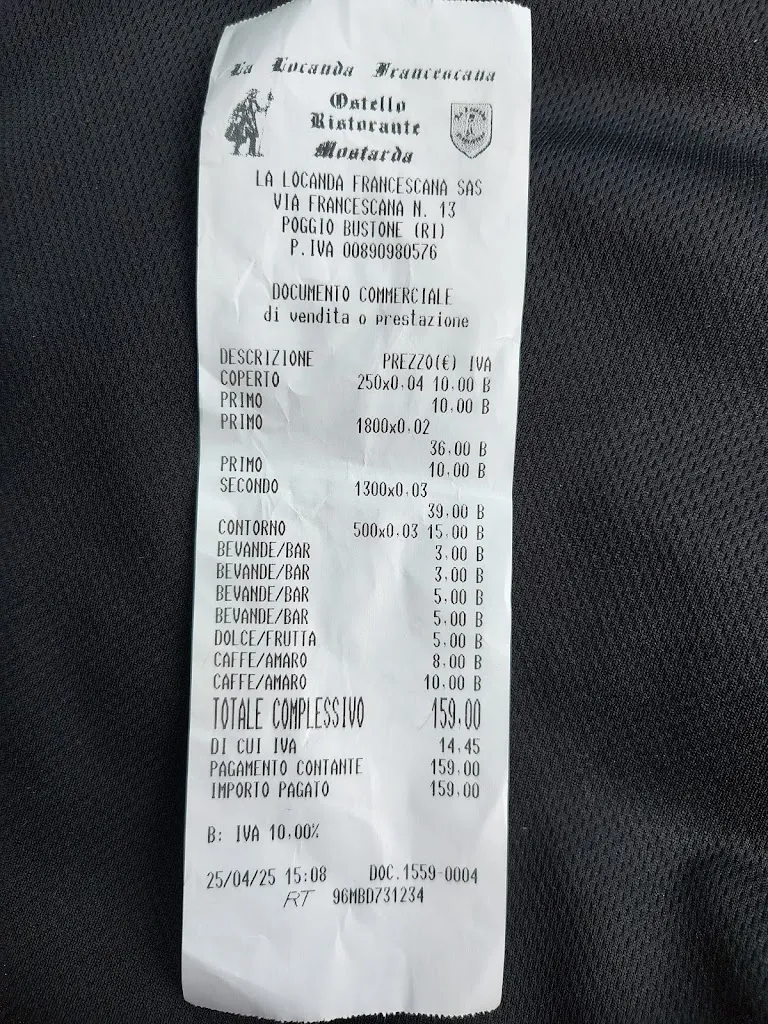 La Locanda Francescana
Ostello
Ristorante
Mostarda
LA LOCANDA FRANCESCANA SAS
VIA FRANCESCANA N. 13
POGGIO BUSTONE (RI)
P.IVA 00890980576
DOCUMENTO COMMERCIALE
di vendita o prestazione
DESCRIZIONE PREZZO(€) IVA
COPERTO 250x0,04 10,00 B
PRIMO 10,00 B
PRIMO 1800x0,02
36,00 B
PRIMO 10,00 B
SECONDO 1300x0,03
39,00 B
CONTORNO 500x0,03 15,00 B
BEVANDE/BAR 3,00 B
BEVANDE/BAR 3,00 B
BEVANDE/BAR 5,00 B
BEVANDE/BAR 5,00 B
DOLCE/FRUTTA 5,00 B
CAFFE/AMARO 8,00 B
CAFFE/AMARO 10,00 B
TOTALE COMPLESSIVO 159,00
DI CUI IVA 14,45
PAGAMENTO CONTANTE 159,00
IMPORTO PAGATO 159,00
B: IVA 10,00%
25/04/25 15:08 DOC.1559-0004
RT 96MBD731234